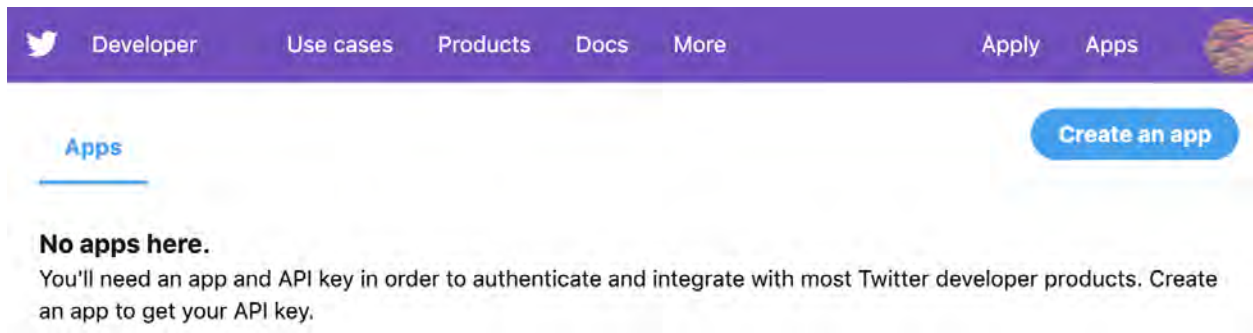 Developer Use cases Products Docs More Apply Apps
Apps
Create an app
No apps here.
You'll need an app and API key in order to authenticate and integrate with most Twitter developer products. Create
an app to get your API key.